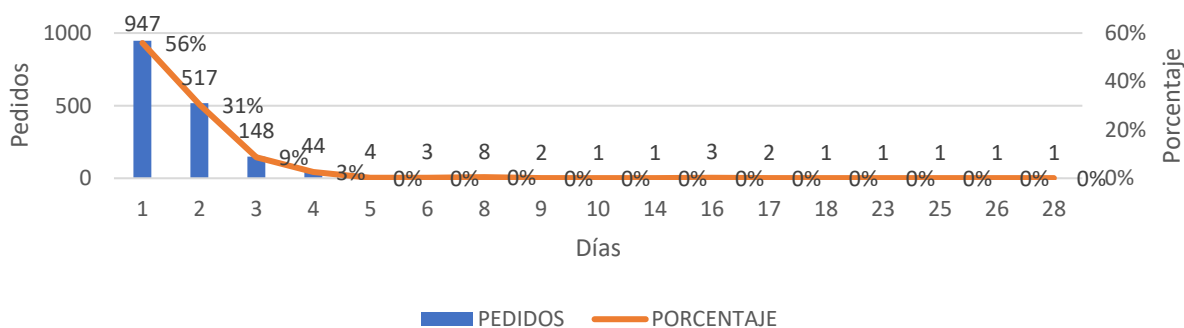 947
1000 60%
56%
517 40%
500 31%
148 20%
9% 44 4 3 8 2 1 1 3 2 1 1 1 1 1
0 3% 0% 0% 0% 0% 0% 0% 0% 0% 0% 0% 0% 0% 0% 0%
1 2 3 4 5 6 8 9 10 14 16 17 18 23 25 26 28
Pedidos
Porcentaje
Días
PEDIDOS PORCENTAJE